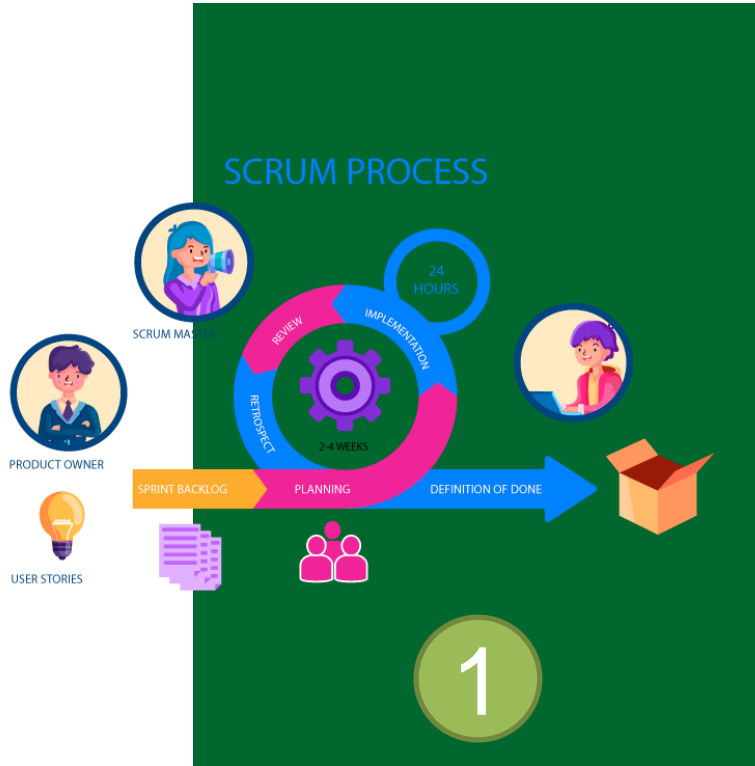 SCRUM PROCESS
24
HOURS
SCRUM MASTER
REVIEW
IMPLEMENTATION
RETROSPECT
2-4 WEEKS
PRODUCT OWNER
SPRINT BACKLOG
PLANNING
DEFINITION OF DONE
USER STORIES
1